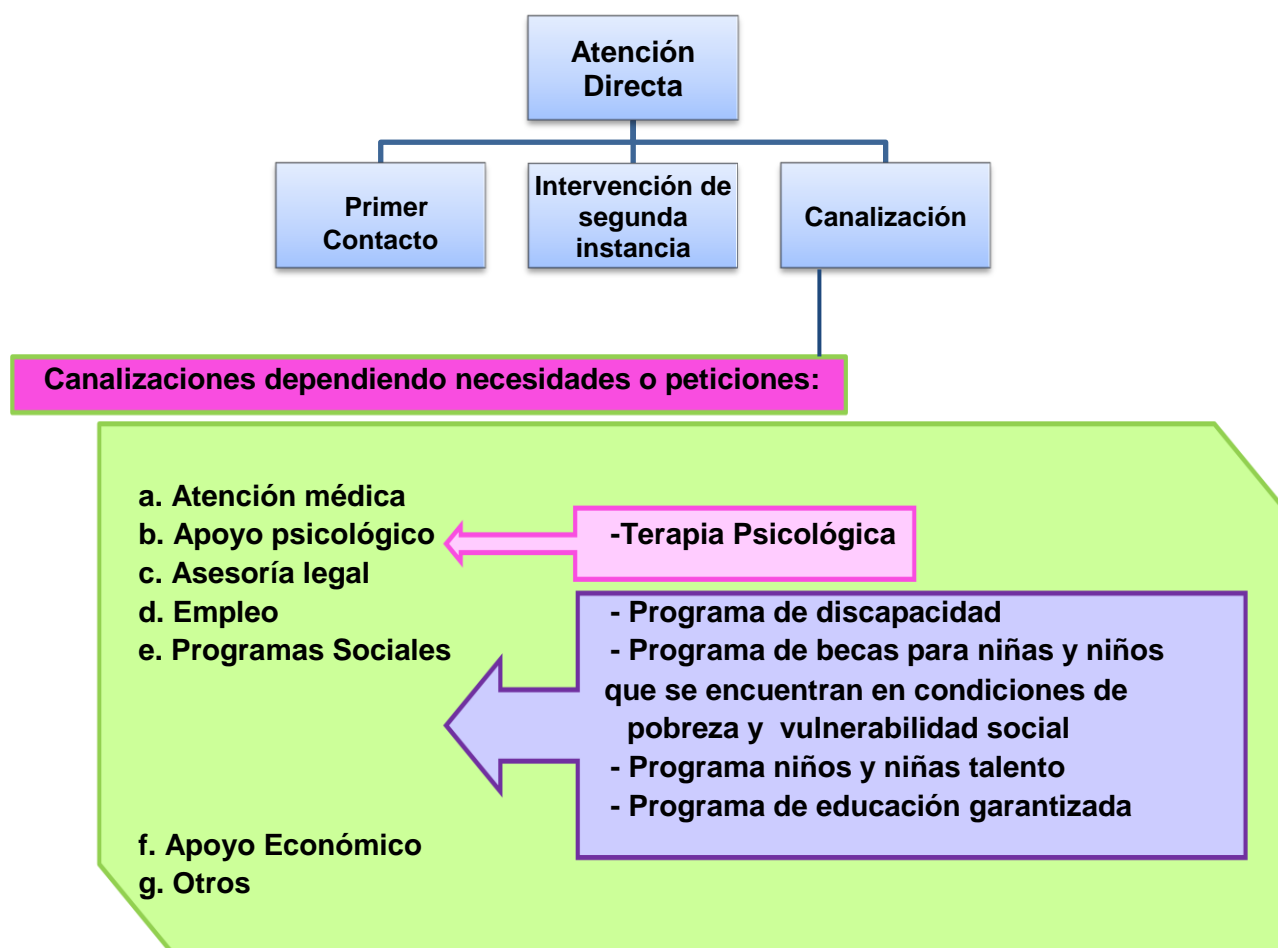 Atención
Directa
Primer
Contacto
Intervención de
segunda
instancia
Canalización
Canalizaciones dependiendo necesidades o peticiones:
a. Atención médica
b. Apoyo psicológico
c. Asesoría legal
d. Empleo
e. Programas Sociales
-Terapia Psicológica
- Programa de discapacidad
- Programa de becas para niñas y niños
que se encuentran en condiciones de
pobreza y vulnerabilidad social
- Programa niños y niñas talento
- Programa de educación garantizada
f. Apoyo Económico
g. Otros